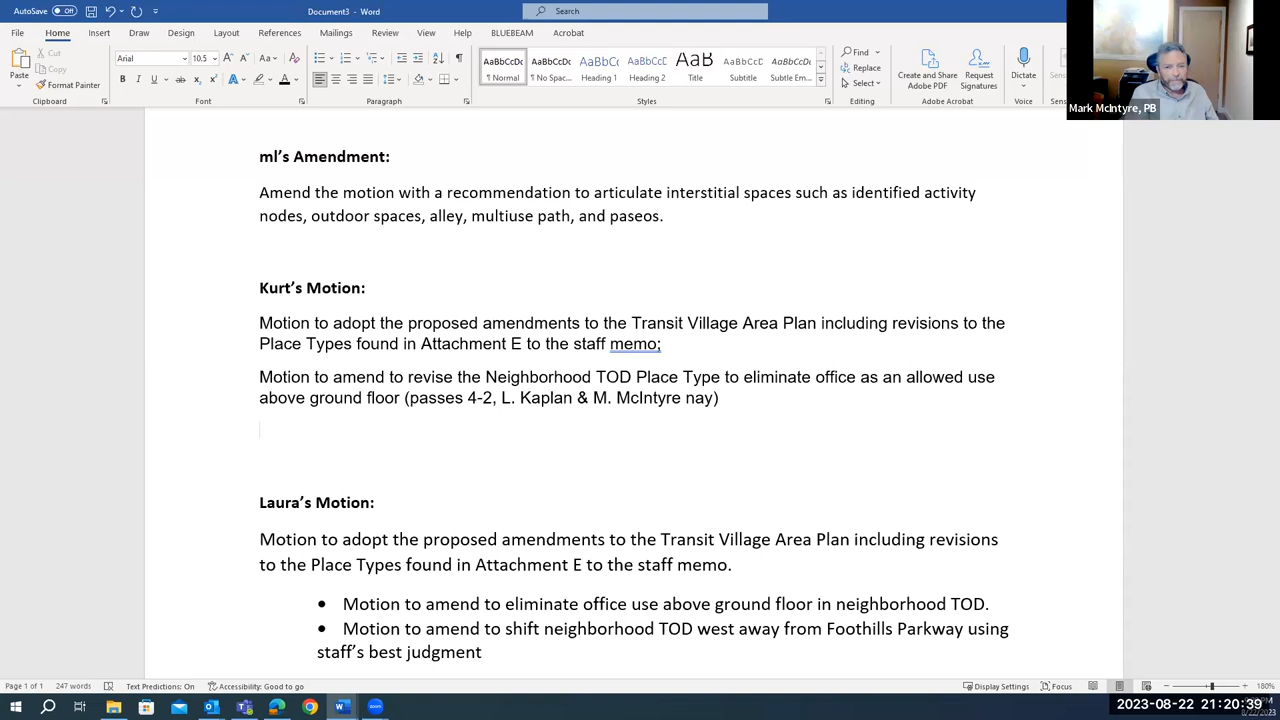 AutoSave Off Document3 - Word Search
File Home Insert Draw Design Layout References Mailings Review View Help BLUEBEAM Acrobat
Paste Cut Copy Format Painter
Arial 10.5
AaBbCcDc AaBbCcDc AaBbCc AaBbCcC AaB AaBbCcD AaBbCcDc
¶ Normal ¶ No Spac... Heading 1 Heading 2 Title Subtitle Subtle Em...
Find Replace Select
Create and Share Adobe PDF Request Signatures Dictate
Clipboard Font Paragraph Styles Editing Adobe Acrobat Voice
Mark McIntyre, PB
ml's Amendment:
Amend the motion with a recommendation to articulate interstitial spaces such as identified activity
nodes, outdoor spaces, alley, multiuse path, and paseos.
Kurt's Motion:
Motion to adopt the proposed amendments to the Transit Village Area Plan including revisions to the
Place Types found in Attachment E to the staff memo;
Motion to amend to revise the Neighborhood TOD Place Type to eliminate office as an allowed use
above ground floor (passes 4-2, L. Kaplan & M. McIntyre nay)
Laura's Motion:
Motion to adopt the proposed amendments to the Transit Village Area Plan including revisions
to the Place Types found in Attachment E to the staff memo.
• Motion to amend to eliminate office use above ground floor in neighborhood TOD.
• Motion to amend to shift neighborhood TOD west away from Foothills Parkway using
staff's best judgment
Page 1 of 1 247 words Text Predictions: On Accessibility: Good to go Display Settings Focus 180%
2023-08-22 21:20:39